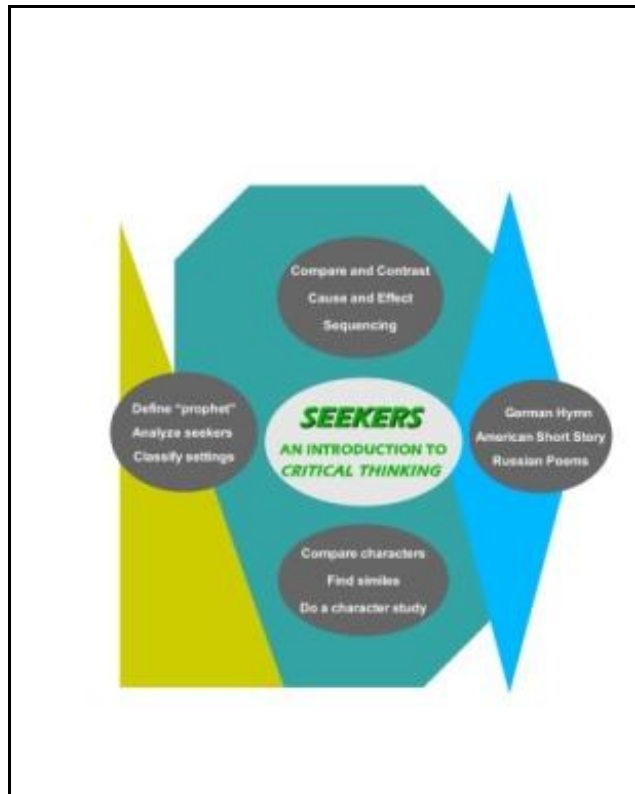 Compare and Contrast
Cause and Effect
Sequencing
Define "prophet"
Analyze seekers
Classify settings
SEEKERS
AN INTRODUCTION TO
CRITICAL THINKING
German Hymn
American Short Story
Russian Poems
Compare characters
Find similes
Do a character study